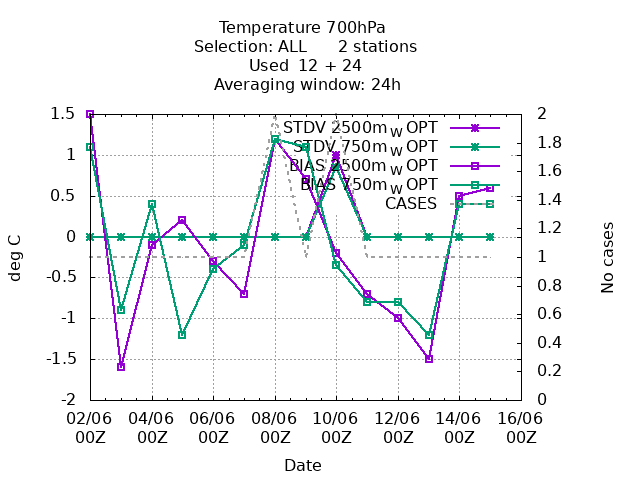 Temperature 700hPa
Selection: ALL 2 stations
Used 12 + 24
Averaging window: 24h
STDV 2500m_W OPT
STDV 750m_W OPT
BIAS 2500m_W OPT
BIAS 750m_W OPT
CASES
deg C
1.5
1
0.5
0
-0.5
-1
-1.5
-2
No cases
2
1.8
1.6
1.4
1.2
1
0.8
0.6
0.4
0.2
0
02/06 04/06 06/06 08/06 10/06 12/06 14/06 16/06
00Z 00Z 00Z 00Z 00Z 00Z 00Z 00Z
Date